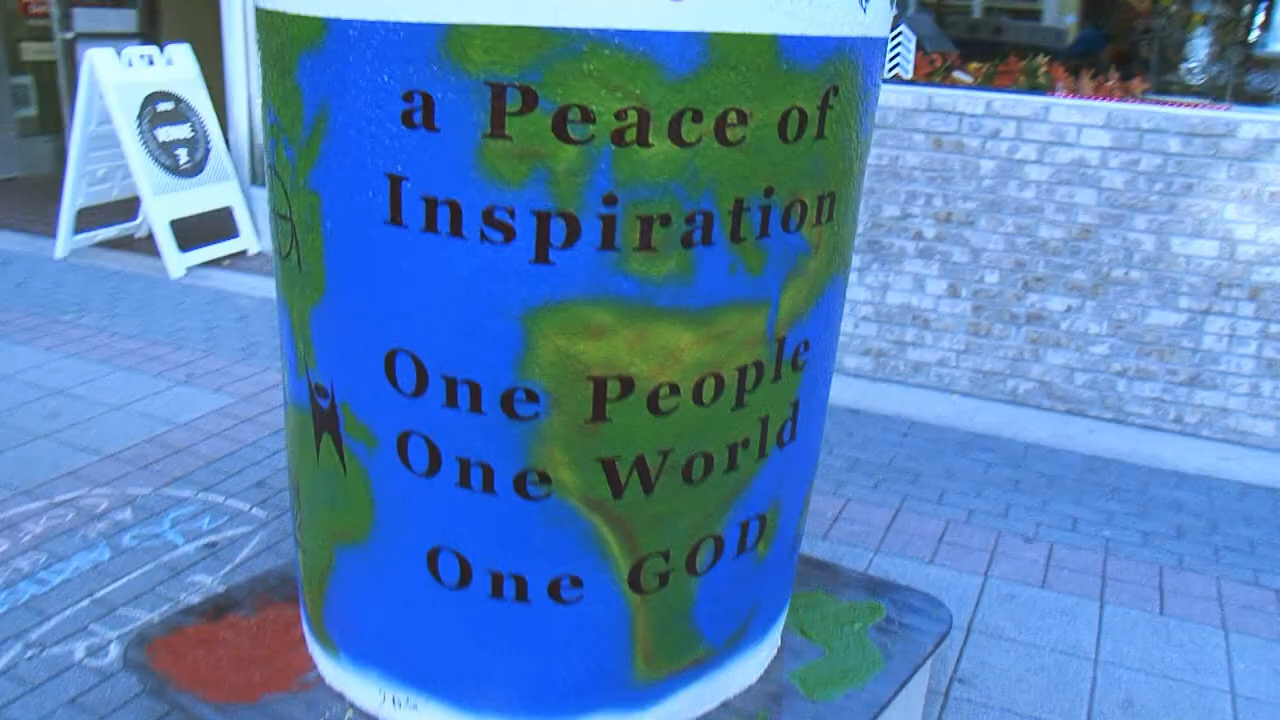 a Peace of
Inspiration
One People
One World
One GOD